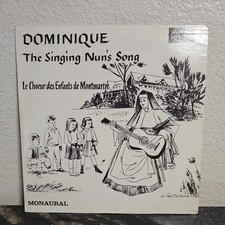 DOMINIQUE
The Singing Nun's Song
Le Choeur des Enfants de Montmartre
MONAURAL